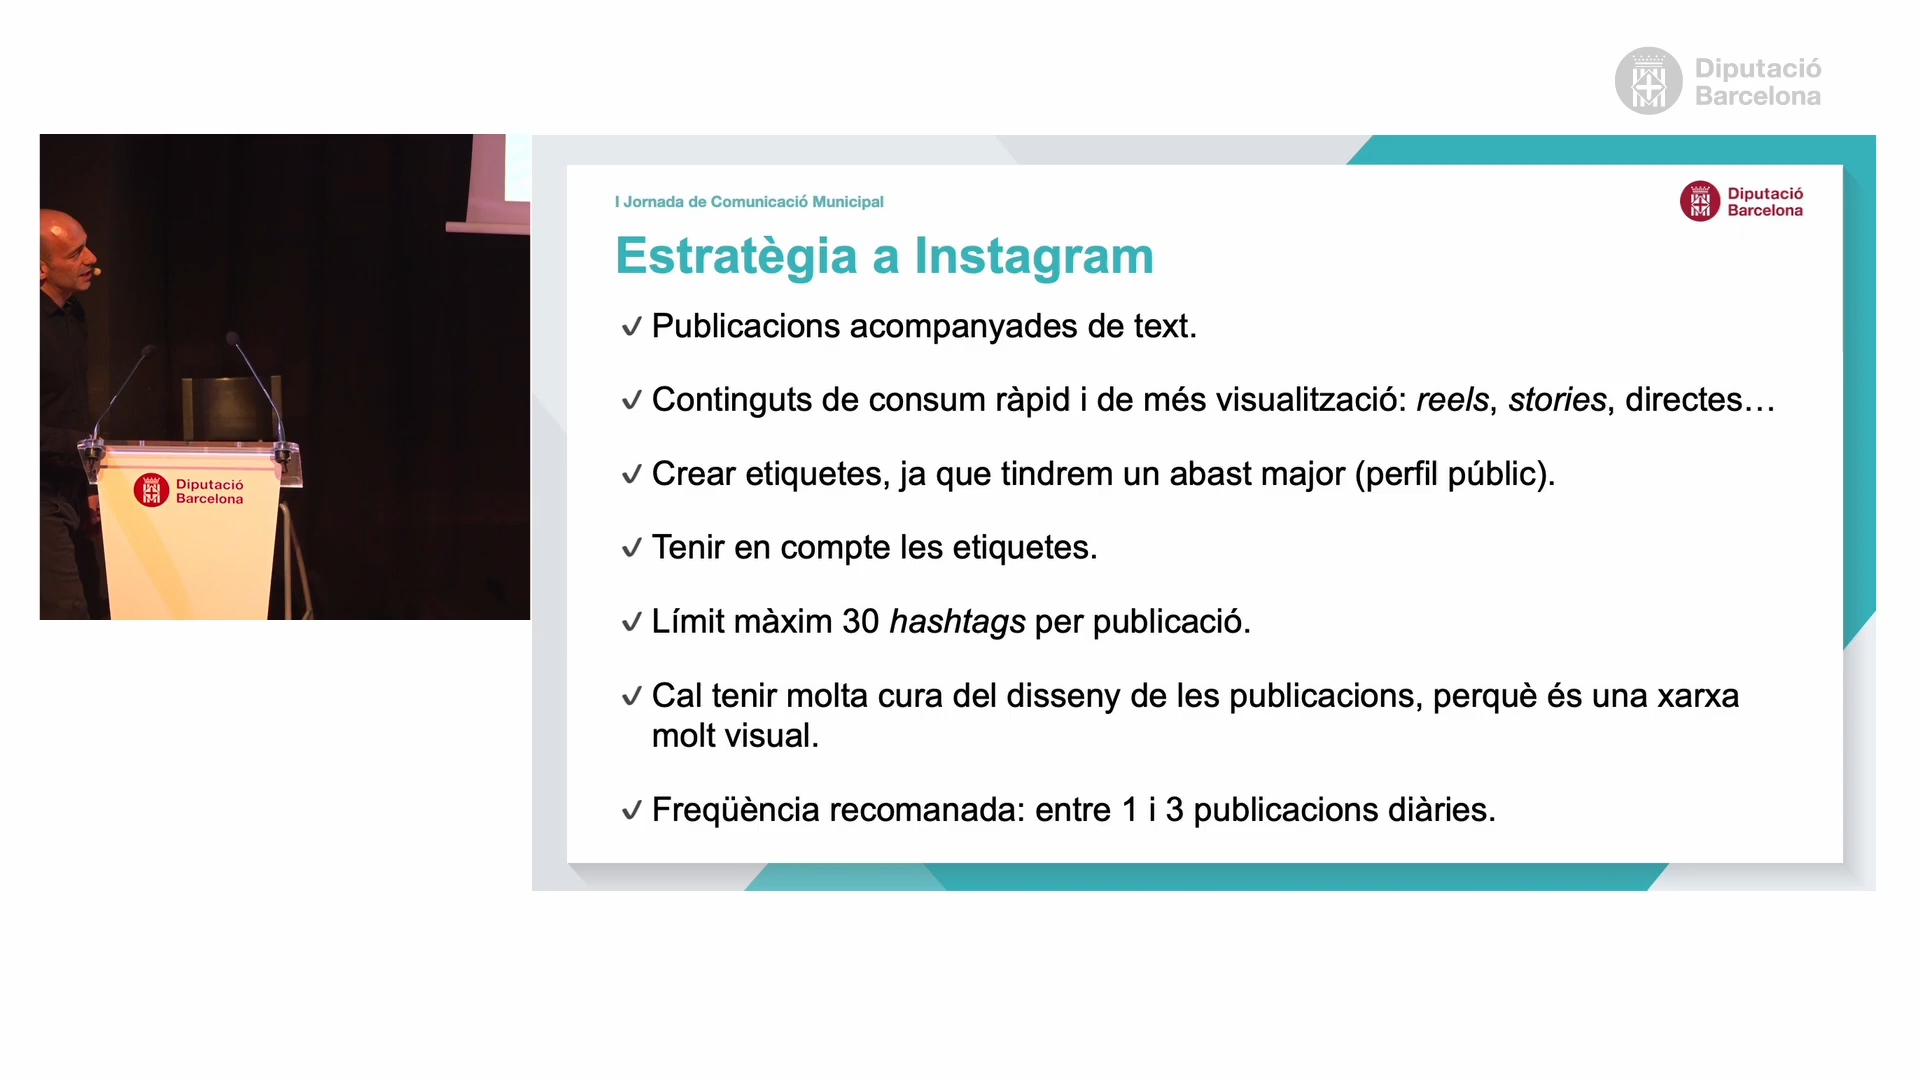 Diputació
Barcelona
Diputació
Barcelona
I Jornada de Comunicació Municipal
Diputació
Barcelona
Estratègia a Instagram
✓ Publicacions acompanyades de text.
✓ Continguts de consum ràpid i de més visualització: reels, stories, directes…
✓ Crear etiquetes, ja que tindrem un abast major (perfil públic).
✓ Tenir en compte les etiquetes.
✓ Límit màxim 30 hashtags per publicació.
✓ Cal tenir molta cura del disseny de les publicacions, perquè és una xarxa
molt visual.
✓ Freqüència recomanada: entre 1 i 3 publicacions diàries.